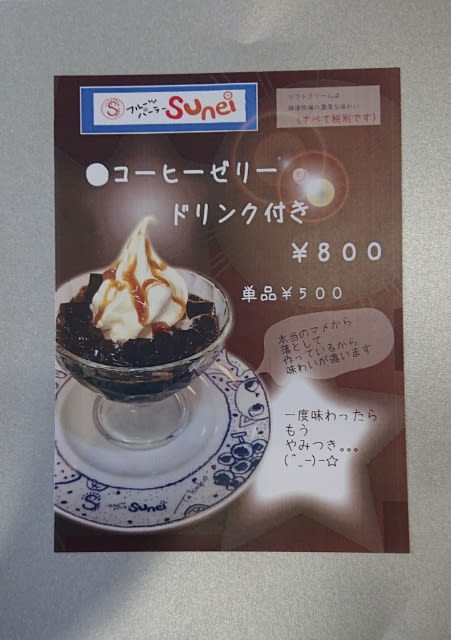 フルーツ
パーラー
sunei
ソフトクリームは
(すべて税別です)
●コーヒーゼリー
ドリンク付き
￥８００
単品￥５００
本当のマメから
落として
作っているから
味わいが違います
一度味わったら
もう
やみつき。。。
(^_-)-☆
sunei